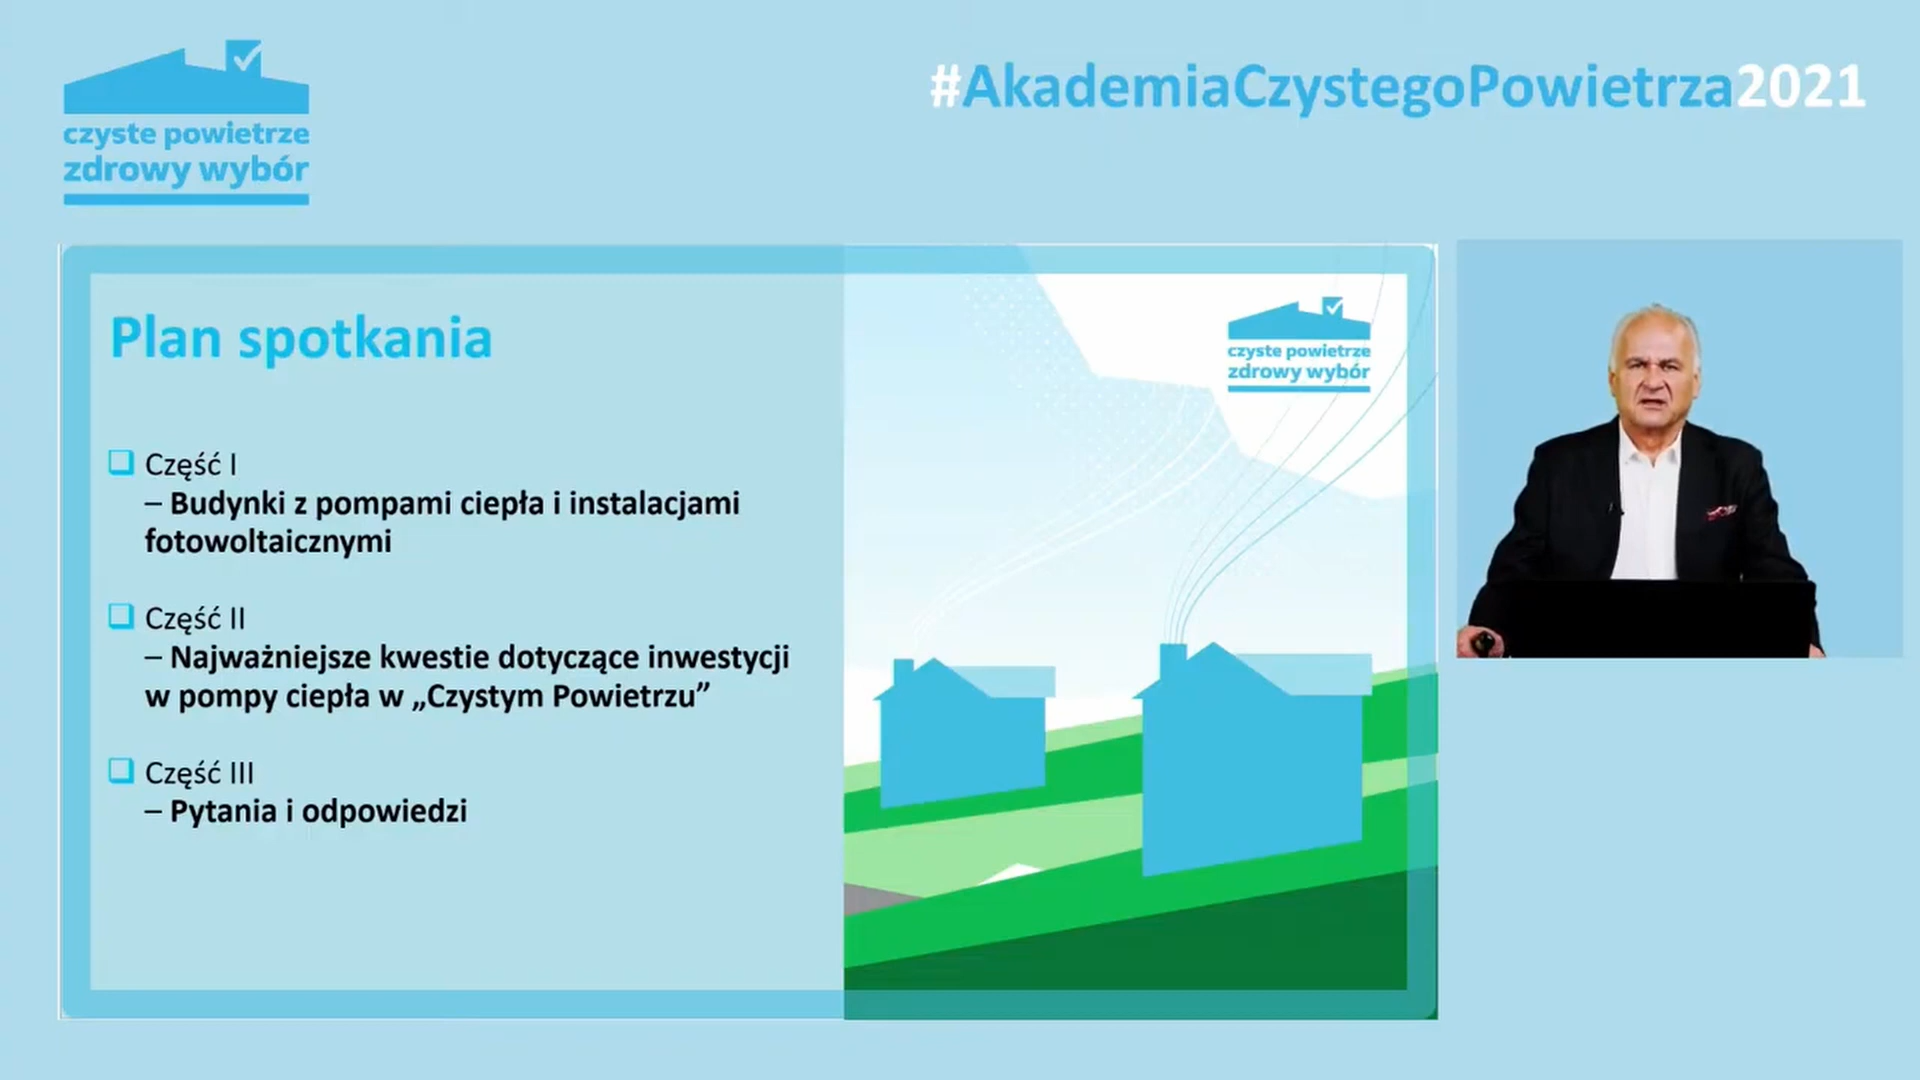 czyste powietrze
zdrowy wybór
#AkademiaCzystegoPowietrza2021
Plan spotkania
czyste powietrze
zdrowy wybór
Część I
– Budynki z pompami ciepła i instalacjami
fotowoltaicznymi
Część II
– Najważniejsze kwestie dotyczące inwestycji
w pompy ciepła w „Czystym Powietrzu”
Część III
– Pytania i odpowiedzi